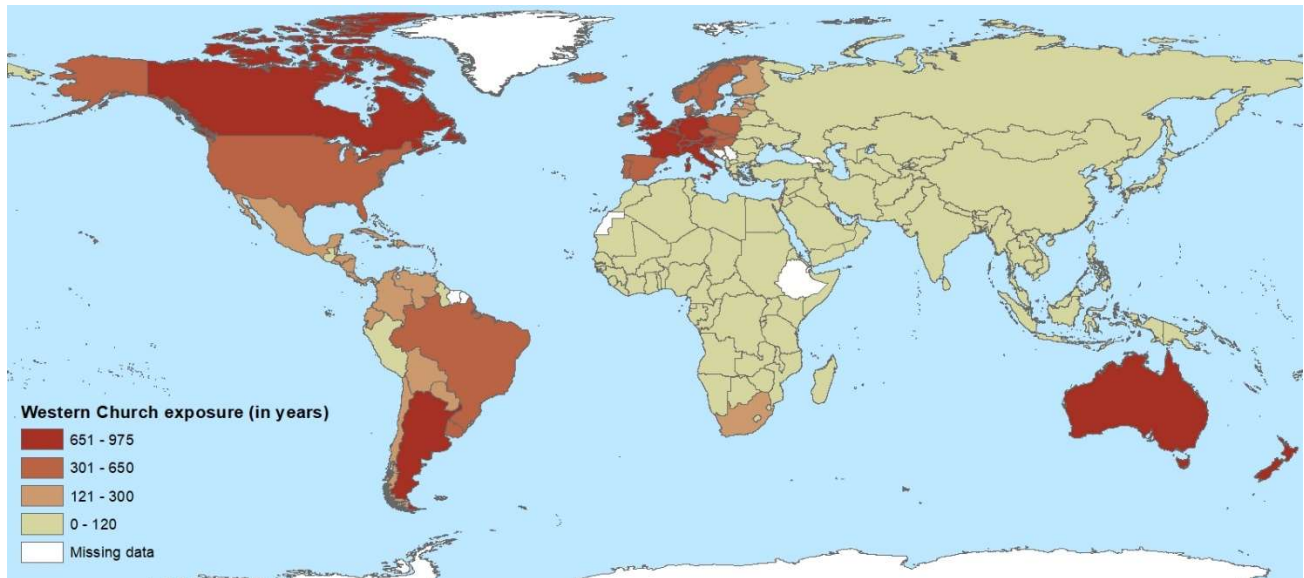 Western Church exposure (in years)
651 - 975
301 - 650
121 - 300
0 - 120
Missing data